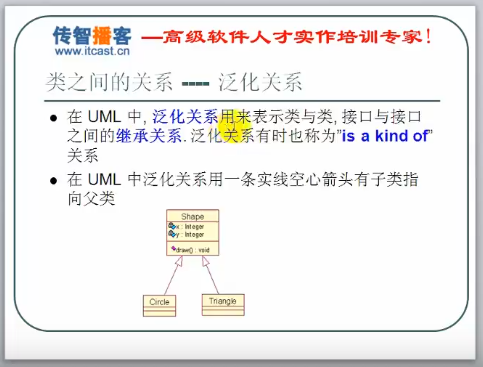 传智播客 —高级软件人才实作培训专家!
www.itcast.cn
类之间的关系 ---- 泛化关系
在 UML 中, 泛化关系用来表示类与类, 接口与接口
之间的继承关系. 泛化关系有时也称为”is a kind of”
关系
在 UML 中泛化关系用一条实线空心箭头有子类指
向父类
Shape
x : Integer
y : Integer
draw() : void
Circle
Triangle